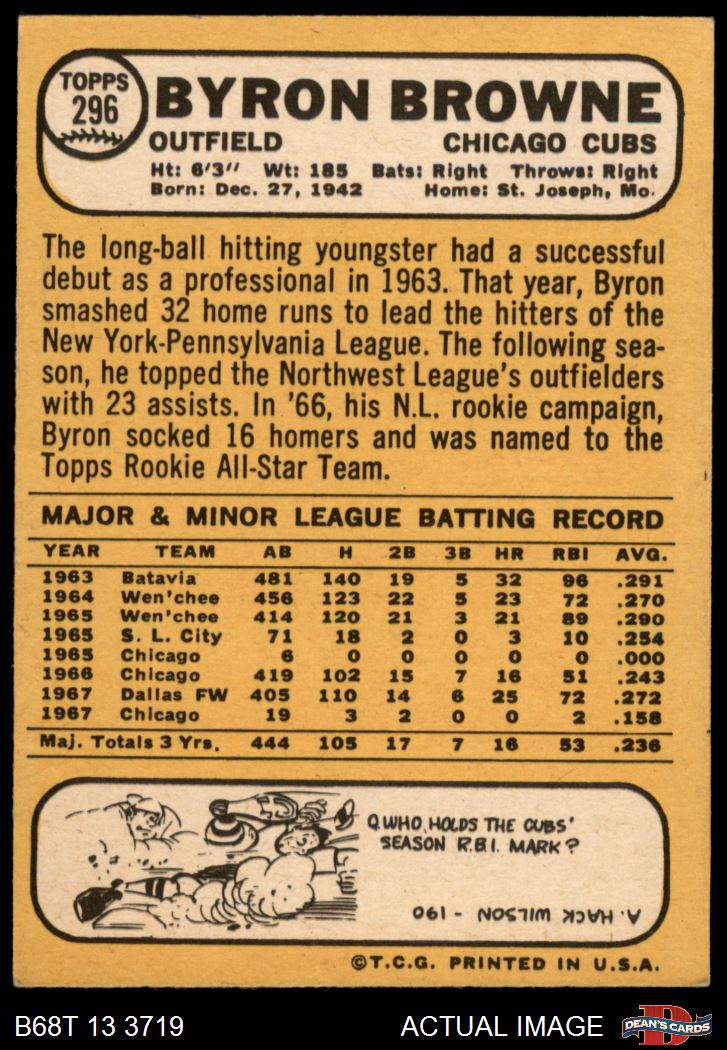 TOPPS
296
BYRON BROWNE
OUTFIELD CHICAGO CUBS
Ht: 6'3" Wt: 185 Bats: Right Throws: Right
Born: Dec. 27, 1942 Home: St. Joseph, Mo.
The long-ball hitting youngster had a successful
debut as a professional in 1963. That year, Byron
smashed 32 home runs to lead the hitters of the
New York-Pennsylvania League. The following sea-
son, he topped the Northwest League's outfielders
with 23 assists. In '66, his N.L. rookie campaign,
Byron socked 16 homers and was named to the
Topps Rookie All-Star Team.
MAJOR & MINOR LEAGUE BATTING RECORD
YEAR TEAM AB H 2B 3B HR RBI AVG.
1963 Batavia 481 140 19 5 32 96 .291
1964 Wen'chee 456 123 22 5 23 72 .270
1965 Wen'chee 414 120 21 3 21 89 .290
1965 S. L. City 71 18 2 0 3 10 .254
1965 Chicago 6 0 0 0 0 0 .000
1966 Chicago 419 102 15 7 16 51 .243
1967 Dallas FW 405 110 14 6 25 72 .272
1967 Chicago 19 3 2 0 0 2 .158
Maj. Totals 3 Yrs. 444 105 17 7 16 53 .236
Q. WHO HOLDS THE CUBS'
SEASON R.B.I. MARK?
A. HACK WILSON - 190
©T.C.G. PRINTED IN U.S.A.
B68T 13 3719 ACTUAL IMAGE
D
DEAN'S CARDS